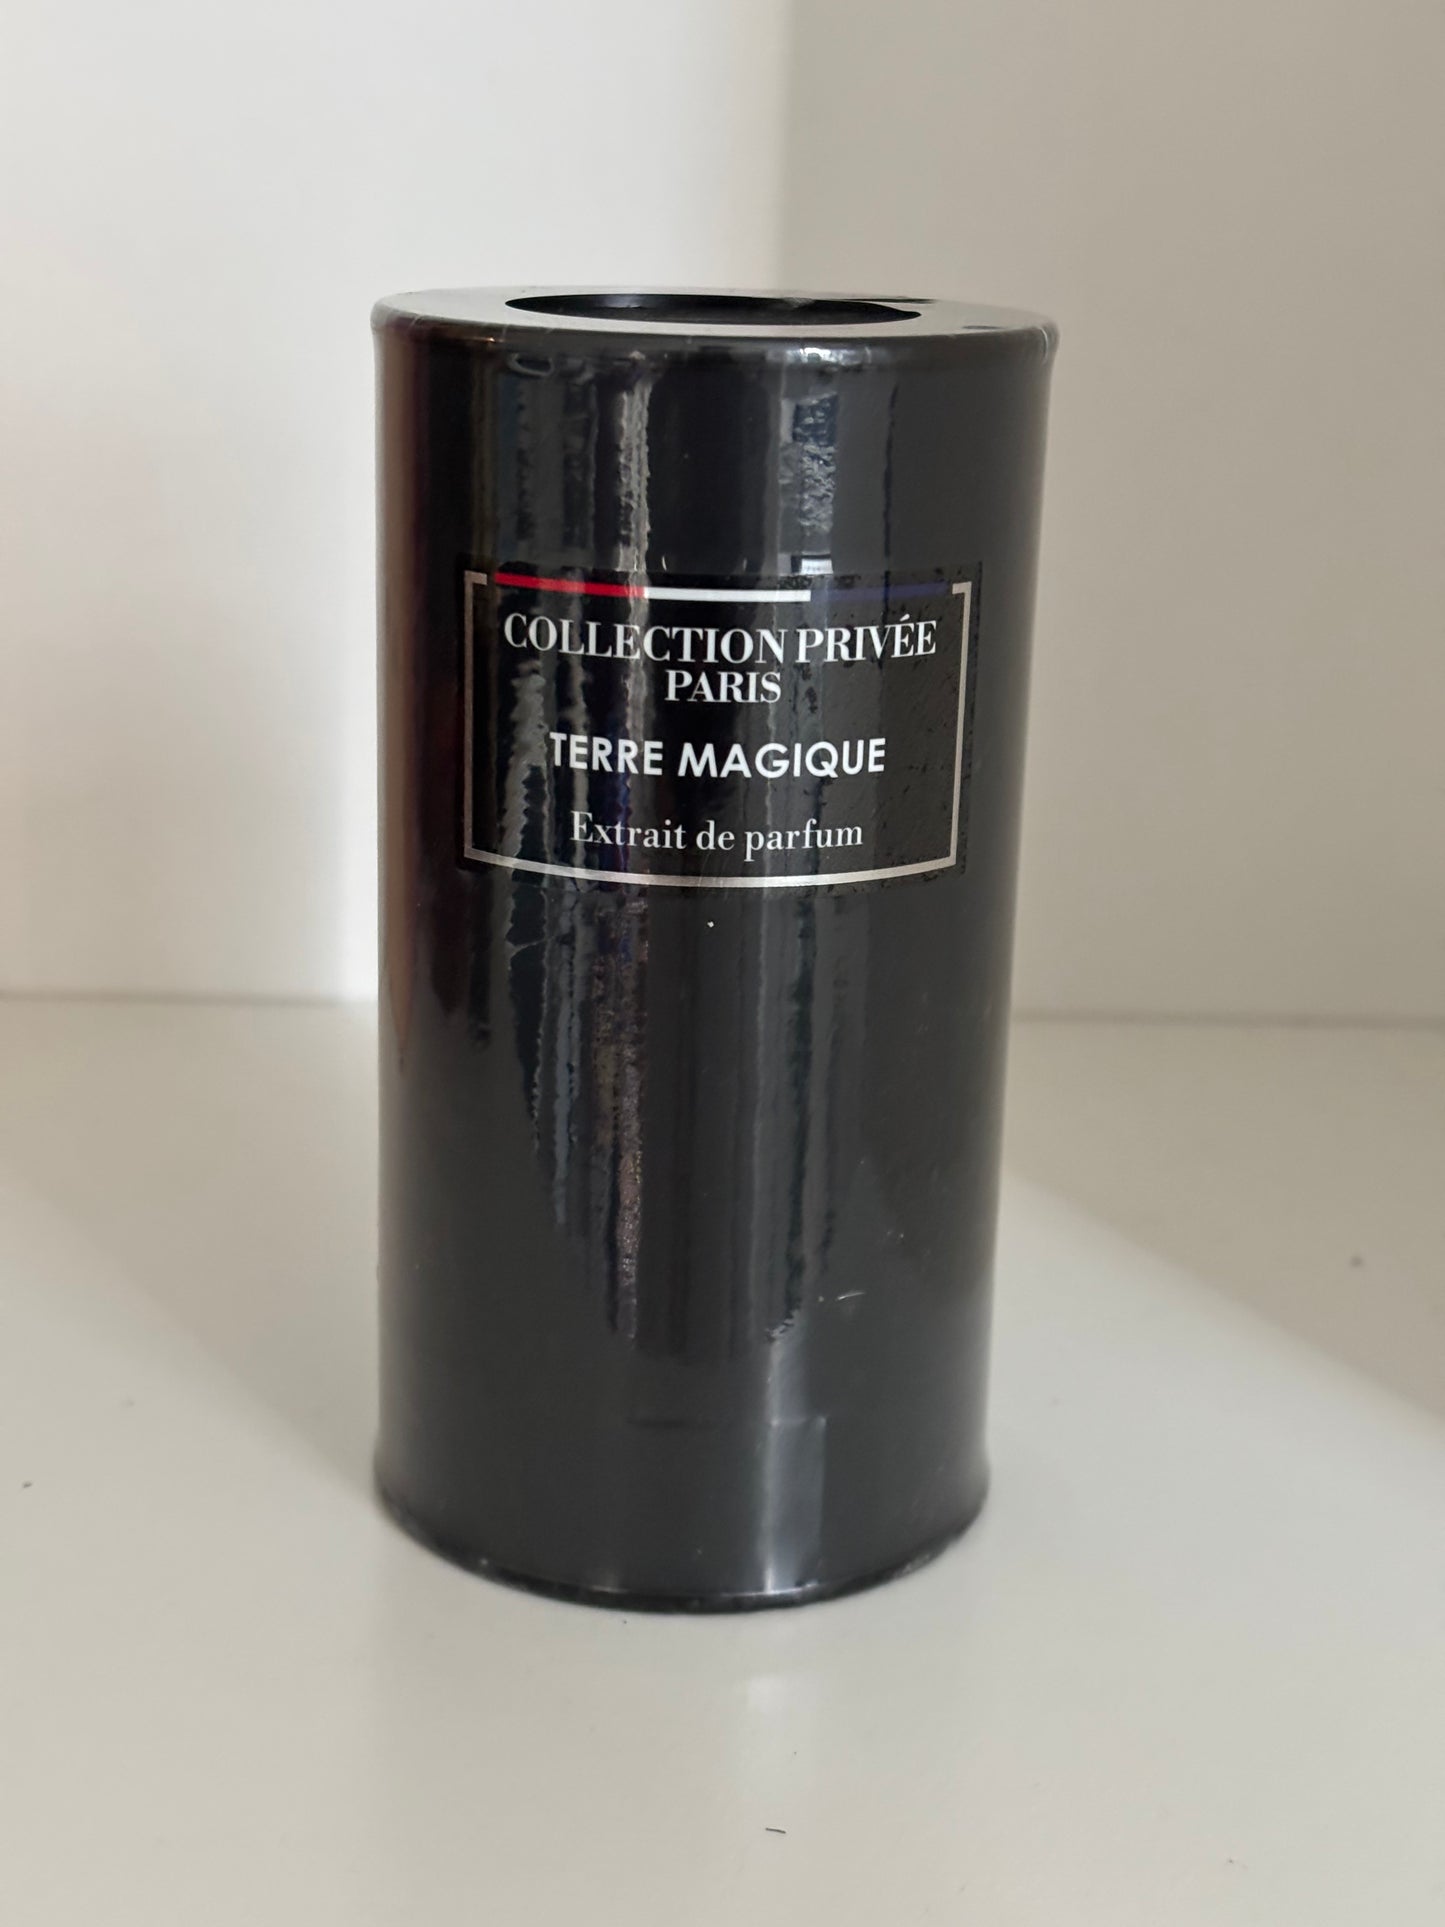 COLLECTION PRIVÉE
PARIS
TERRE MAGIQUE
Extrait de parfum